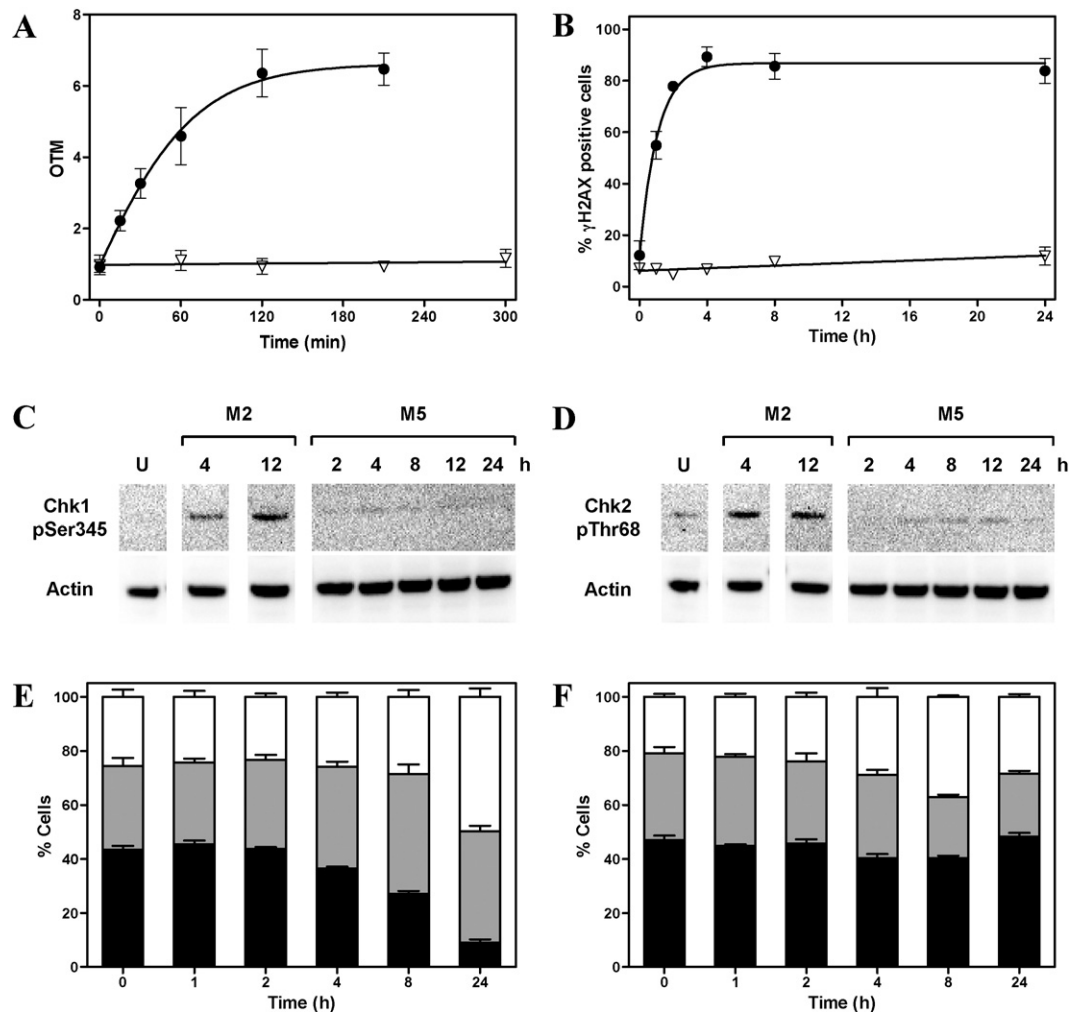 A
OTM
8
6
4
2
0
0 60 120 180 240 300
Time (min)
B
% γH2AX positive cells
100
80
60
40
20
0
0 4 8 12 16 20 24
Time (h)
C
M2 M5
U 4 12 2 4 8 12 24 h
Chk1
pSer345
Actin
D
M2 M5
U 4 12 2 4 8 12 24 h
Chk2
pThr68
Actin
E
% Cells
100
80
60
40
20
0
0 1 2 4 8 24
Time (h)
F
% Cells
100
80
60
40
20
0
0 1 2 4 8 24
Time (h)